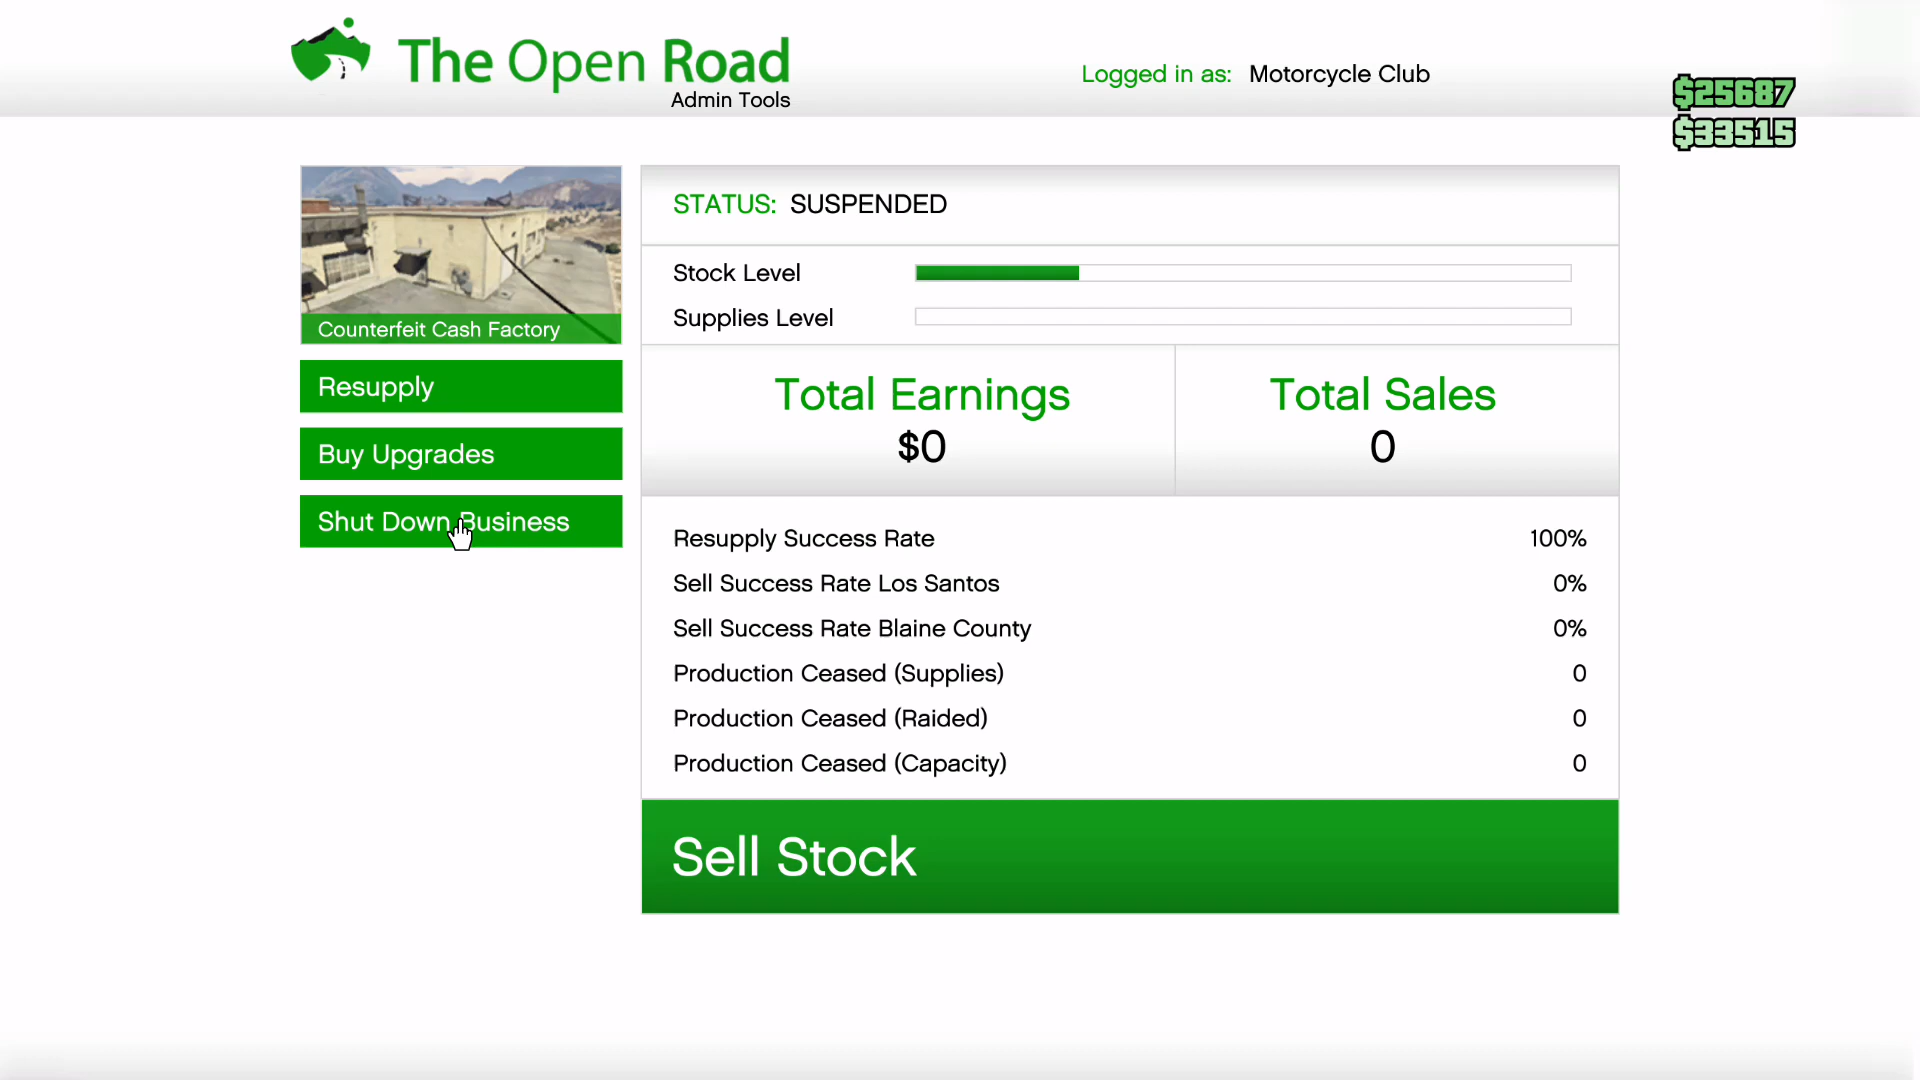 The Open Road
Admin Tools
Logged in as: Motorcycle Club
$25687
$33515
Counterfeit Cash Factory
Resupply
Buy Upgrades
Shut Down Business
STATUS: SUSPENDED
Stock Level
Supplies Level
Total Earnings
$0
Total Sales
0
Resupply Success Rate 100%
Sell Success Rate Los Santos 0%
Sell Success Rate Blaine County 0%
Production Ceased (Supplies) 0
Production Ceased (Raided) 0
Production Ceased (Capacity) 0
Sell Stock